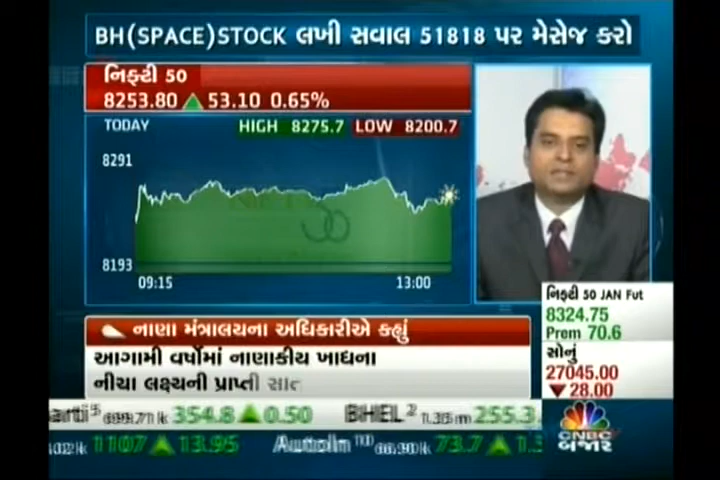 BH(SPACE)STOCK લખી સવાલ 51818 પર મેસેજ કરો
નિફ્ટી 50
8253.80 53.10 0.65%
TODAY HIGH 8275.7 LOW 8200.7
8291
8193
09:15 13:00
નિફ્ટી 50 JAN Fut
8324.75
Prem 70.6
સોનું
27045.00
28.00
નાણા મંત્રાલયના અધિકારીએ કહ્યું
આગામી વર્ષોમાં નાણાકીય ખાધના
નીચા લક્ષ્યની પ્રાપ્તી સાત
354.8 0.50 BHEL 2 1.33m 255.3
1107 13.95 73.7
CNBC
બજાર